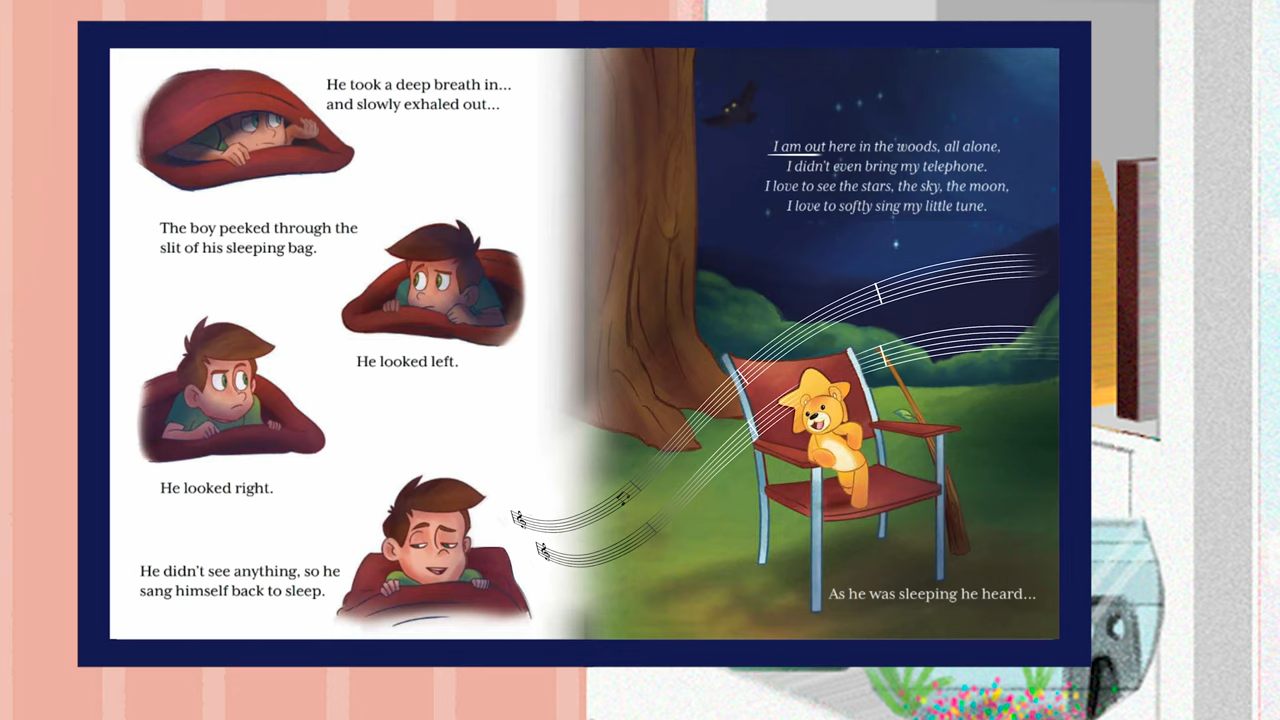 He took a deep breath in...
and slowly exhaled out...
The boy peeked through the
slit of his sleeping bag.
He looked left.
He looked right.
He didn't see anything, so he
sang himself back to sleep.
I am out here in the woods, all alone,
I didn't even bring my telephone.
I love to see the stars, the sky, the moon,
I love to softly sing my little tune.
As he was sleeping he heard...